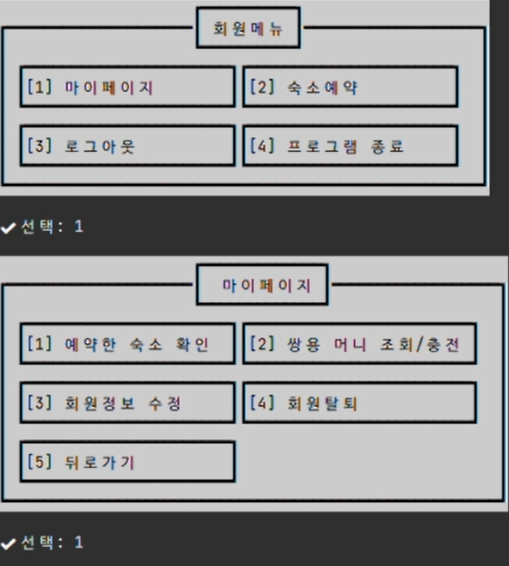 회원메뉴
[1] 마이페이지 [2] 숙소예약
[3] 로그아웃 [4] 프로그램 종료
✔선택: 1
마이페이지
[1] 예약한 숙소 확인 [2] 쌍용 머니 조회/충전
[3] 회원정보 수정 [4] 회원탈퇴
[5] 뒤로가기
✔선택: 1